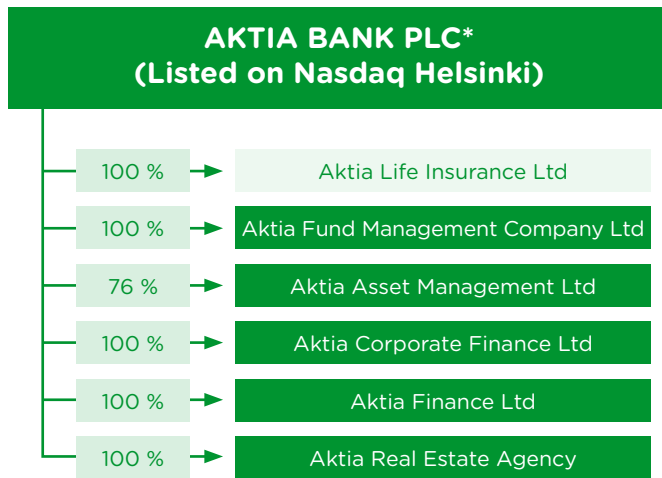 AKTIA BANK PLC*
(Listed on Nasdaq Helsinki)
100 % Aktia Life Insurance Ltd
100 % Aktia Fund Management Company Ltd
76 % Aktia Asset Management Ltd
100 % Aktia Corporate Finance Ltd
100 % Aktia Finance Ltd
100 % Aktia Real Estate Agency